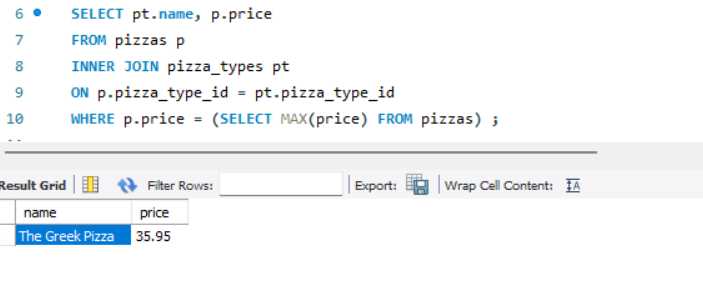 6 SELECT pt.name, p.price
7 FROM pizzas p
8 INNER JOIN pizza_types pt
9 ON p.pizza_type_id = pt.pizza_type_id
10 WHERE p.price = (SELECT MAX(price) FROM pizzas) ;
Result Grid Filter Rows: Export: Wrap Cell Content: IA
name price
The Greek Pizza 35.95